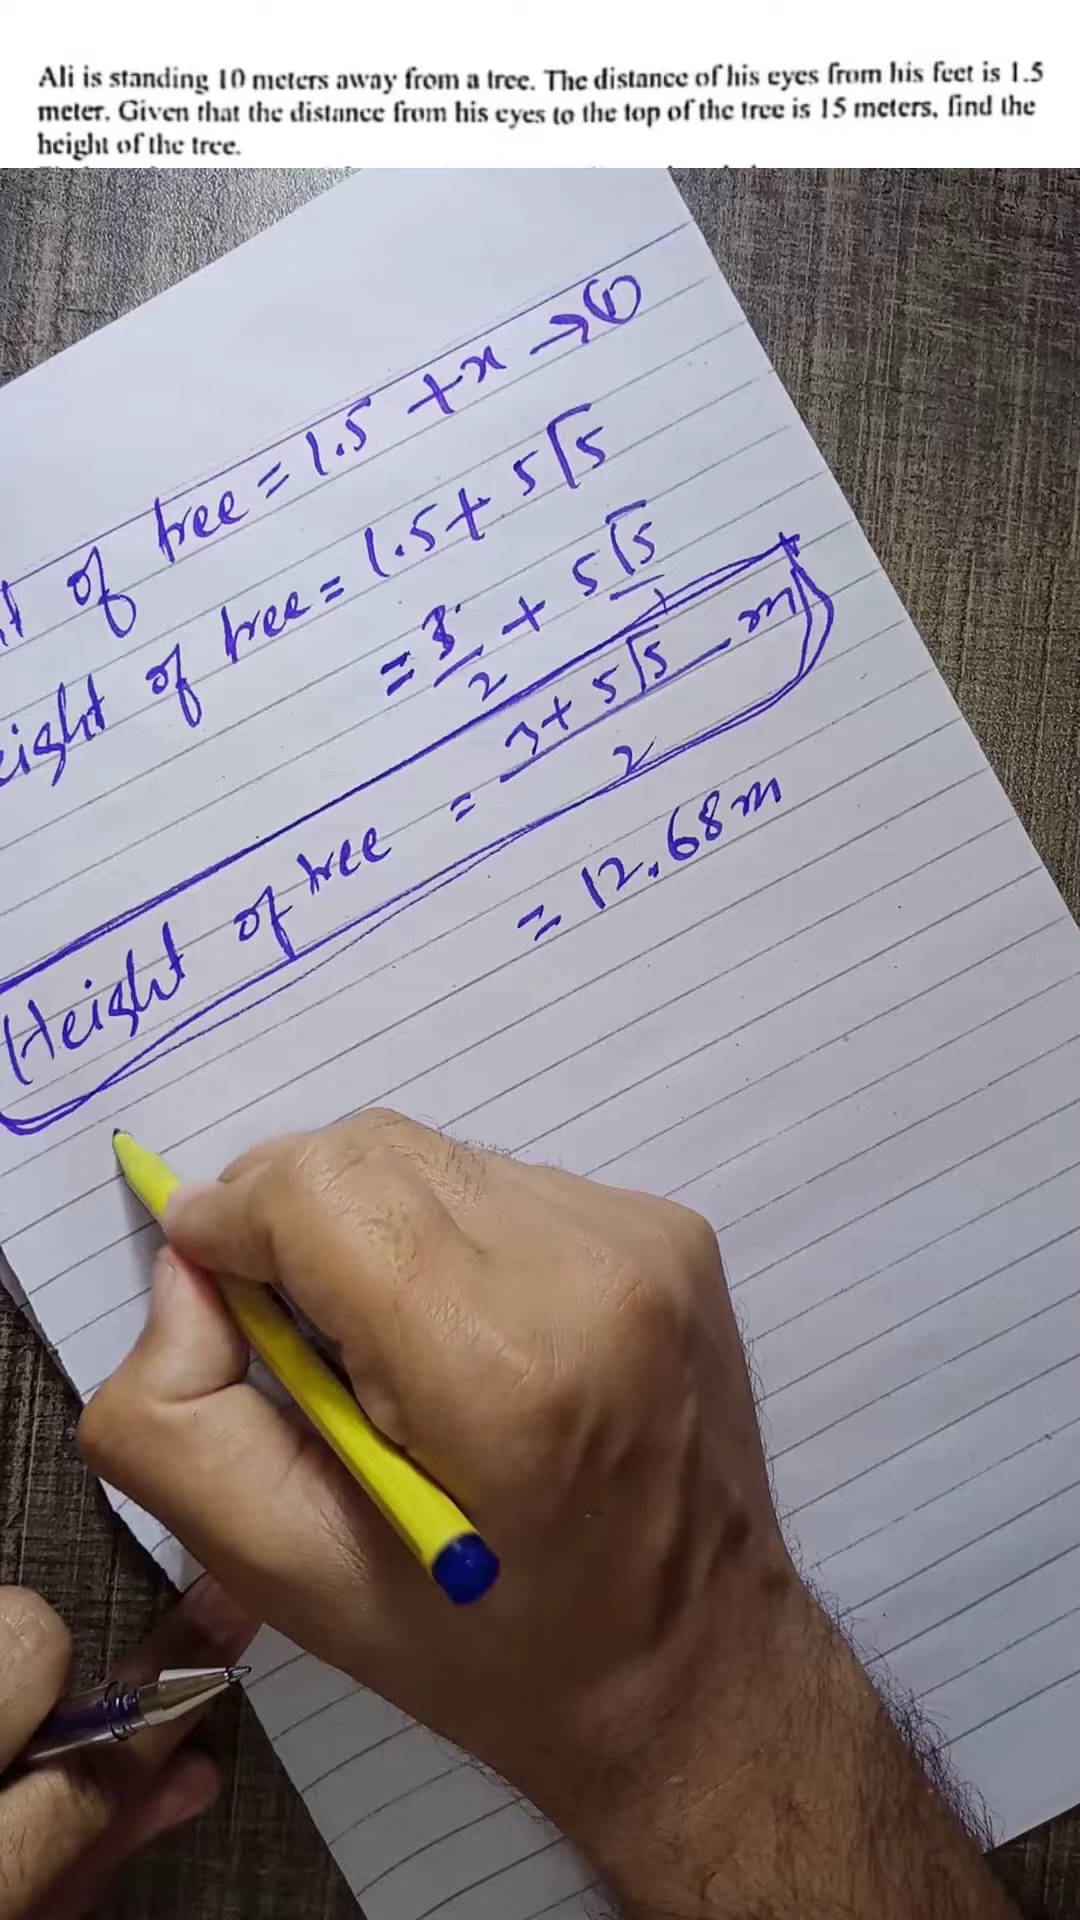 Ali is standing 10 meters away from a tree. The distance of his eyes from his feet is 1.5
meter. Given that the distance from his eyes to the top of the tree is 15 meters, find the
height of the tree.
of tree = 1.5 + x → ①
of tree = 1.5 + 5√5
= 3/2 + 5√5/1
Height of tree = 3 + 5√5/2 m
= 12.68 m